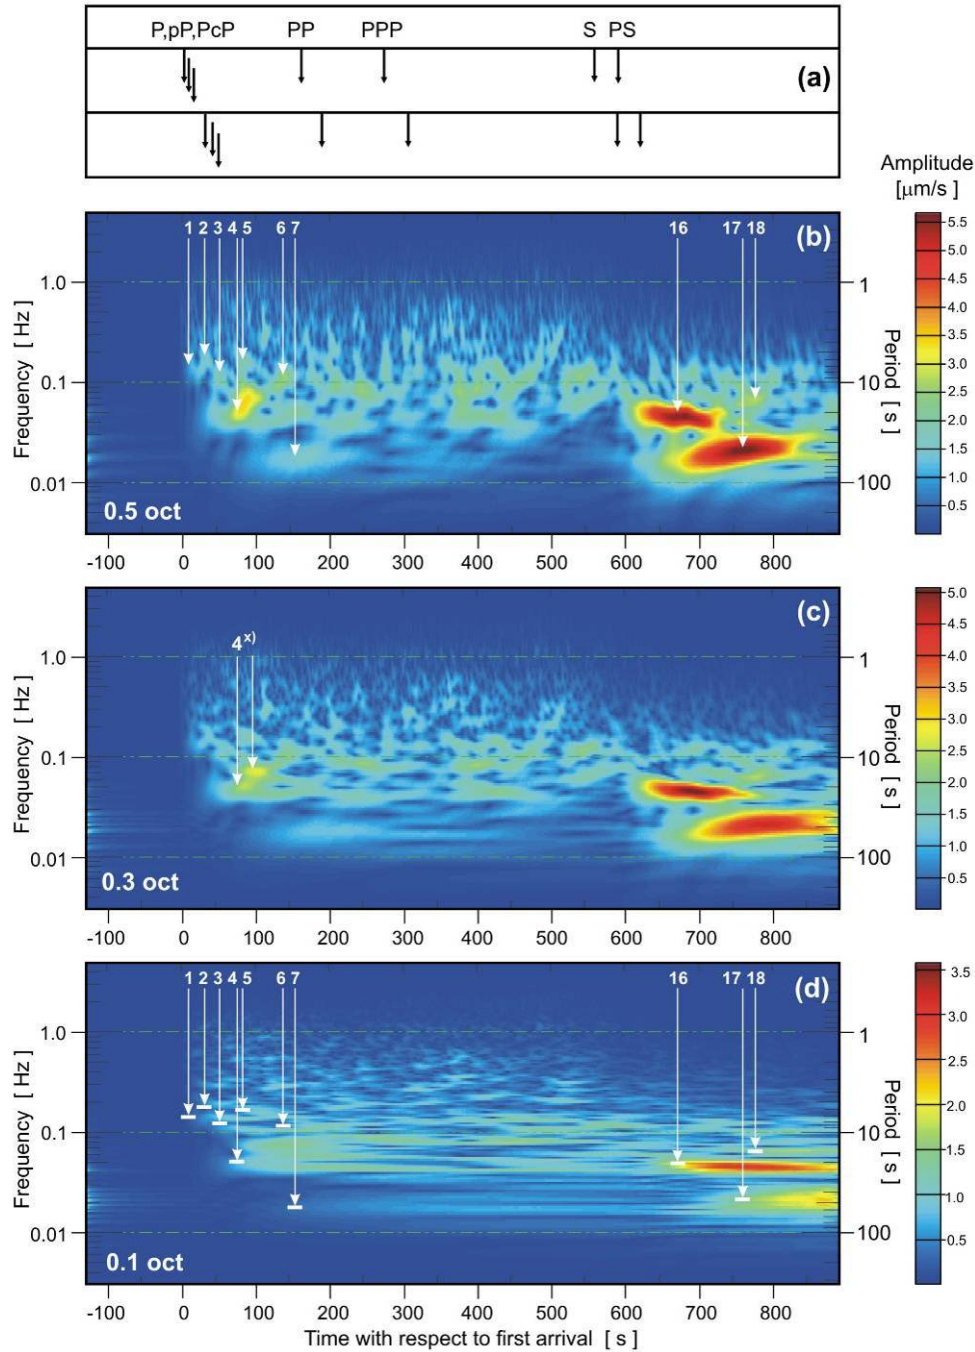 P,pP,PcP PP PPP S PS
(a)
Amplitude
[μm/s]
1 2 3 4 5 6 7 16 17 18 (b)
Frequency [ Hz ]
1.0
0.1
0.01
1
10
100
Period [ s ]
5.5
5.0
4.5
4.0
3.5
3.0
2.5
2.0
1.5
1.0
0.5
0.5 oct
-100 0 100 200 300 400 500 600 700 800
(c)
4x)
Frequency [ Hz ]
1.0
0.1
0.01
1
10
100
Period [ s ]
5.0
4.5
4.0
3.5
3.0
2.5
2.0
1.5
1.0
0.5
0.3 oct
-100 0 100 200 300 400 500 600 700 800
1 2 3 4 5 6 7 16 17 18 (d)
Frequency [ Hz ]
1.0
0.1
0.01
1
10
100
Period [ s ]
3.5
3.0
2.5
2.0
1.5
1.0
0.5
0.1 oct
-100 0 100 200 300 400 500 600 700 800
Time with respect to first arrival [ s ]